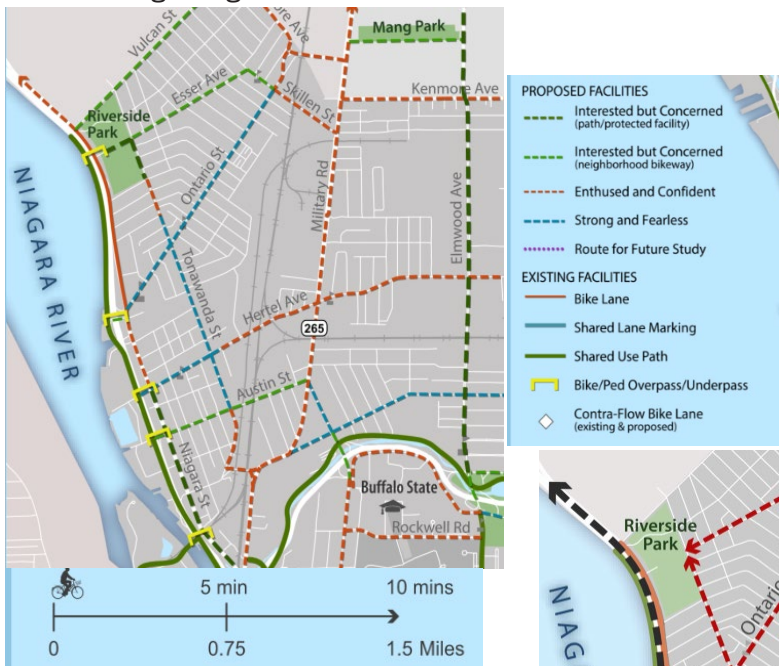 Vulcan St
ore Ave
Mang Park
Esser Ave
Skillen St
Kenmore Ave
Riverside
Park
Ontario St
Military Rd
Elmwood Ave
NIAGARA RIVER
Tonawanda St
Hertel Ave
265
Austin St
Niagara St
Buffalo State
Rockwell Rd
5 min
10 mins
0
0.75
1.5 Miles
PROPOSED FACILITIES
Interested but Concerned
(path/protected facility)
Interested but Concerned
(neighborhood bikeway)
Enthused and Confident
Strong and Fearless
Route for Future Study
EXISTING FACILITIES
Bike Lane
Shared Lane Marking
Shared Use Path
Bike/Ped Overpass/Underpass
Contra-Flow Bike Lane
(existing & proposed)
Riverside
Park
Ontario
NIAG